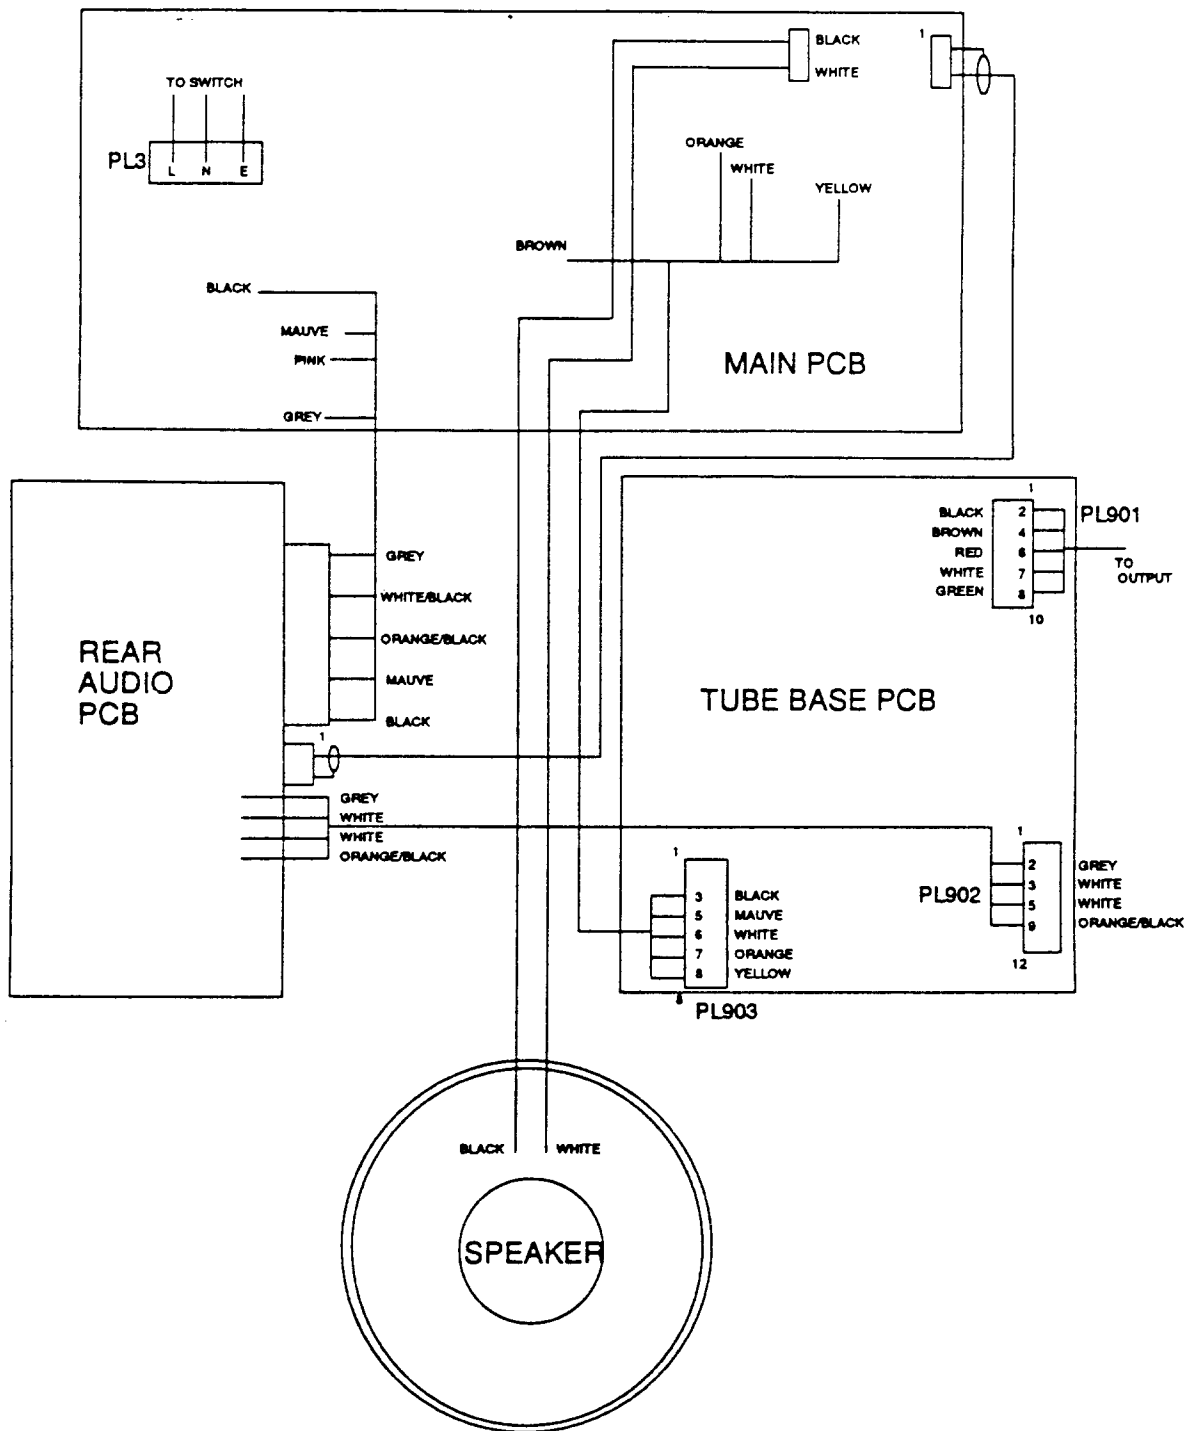 BLACK
1
WHITE
TO SWITCH
PL3
L N E
ORANGE
WHITE
YELLOW
BROWN
BLACK
MAUVE
PINK
GREY
MAIN PCB
1
BLACK 2 PL901
BROWN 4
RED 6
WHITE 7
GREEN 8
TO
OUTPUT
10
GREY
WHITE/BLACK
ORANGE/BLACK
MAUVE
BLACK
REAR
AUDIO
PCB
TUBE BASE PCB
1
GREY
WHITE
WHITE
ORANGE/BLACK
1
PL902
2 GREY
3 WHITE
5 WHITE
9 ORANGE/BLACK
12
1
3 BLACK
5 MAUVE
6 WHITE
7 ORANGE
8 YELLOW
PL903
BLACK WHITE
SPEAKER